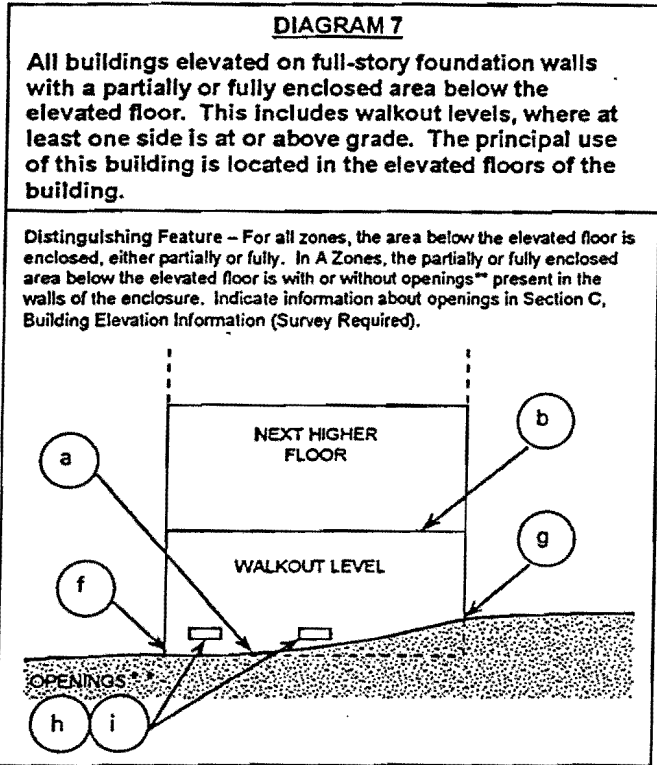 DIAGRAM 7
All buildings elevated on full-story foundation walls
with a partially or fully enclosed area below the
elevated floor. This includes walkout levels, where at
least one side is at or above grade. The principal use
of this building is located in the elevated floors of the
building.
Distinguishing Feature – For all zones, the area below the elevated floor is
enclosed, either partially or fully. In A Zones, the partially or fully enclosed
area below the elevated floor is with or without openings** present in the
walls of the enclosure. Indicate information about openings in Section C,
Building Elevation Information (Survey Required).
NEXT HIGHER
FLOOR
b
a
g
WALKOUT LEVEL
f
OPENINGS**
h
i